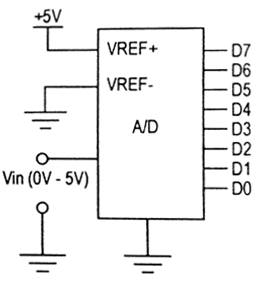 +5V
VREF+
VREF-
A/D
Vin (0V - 5V)
D7
D6
D5
D4
D3
D2
D1
D0